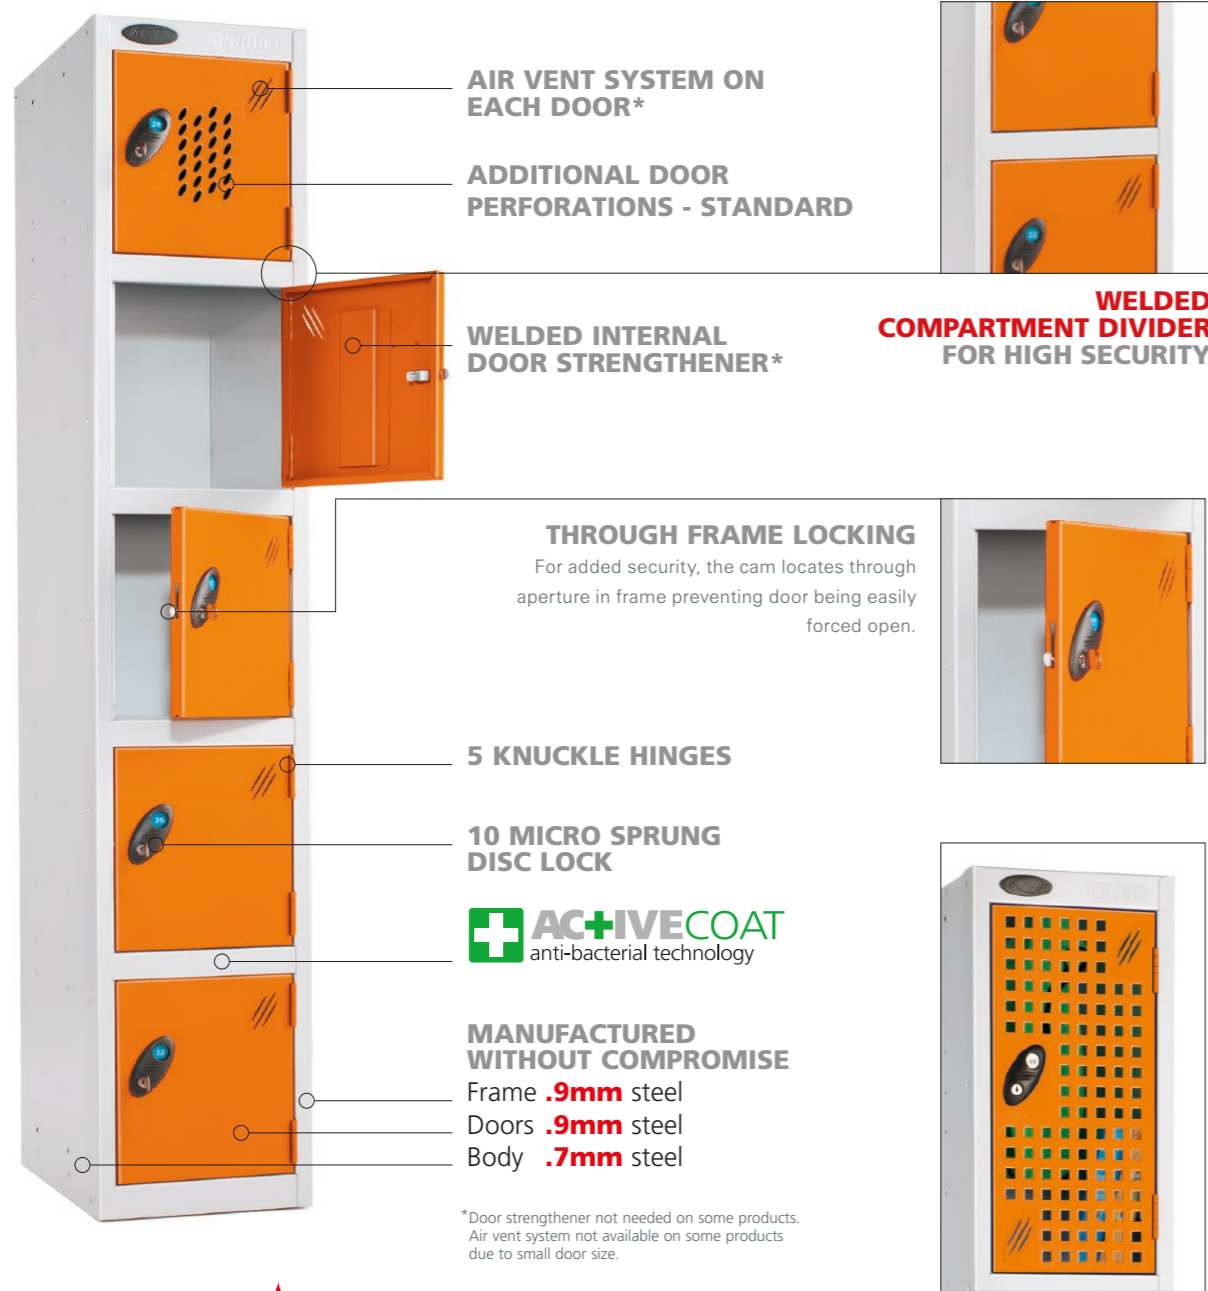 PROBE
AIR VENT SYSTEM ON
EACH DOOR*
ADDITIONAL DOOR
PERFORATIONS - STANDARD
WELDED
COMPARTMENT DIVIDER
FOR HIGH SECURITY
WELDED INTERNAL
DOOR STRENGTHENER*
THROUGH FRAME LOCKING
For added security, the cam locates through
aperture in frame preventing door being easily
forced open.
5 KNUCKLE HINGES
10 MICRO SPRUNG
DISC LOCK
AC+IVECOAT
anti-bacterial technology
PROBE
MANUFACTURED
WITHOUT COMPROMISE
Frame .9mm steel
Doors .9mm steel
Body .7mm steel
*Door strengthener not needed on some products.
Air vent system not available on some products
due to small door size.